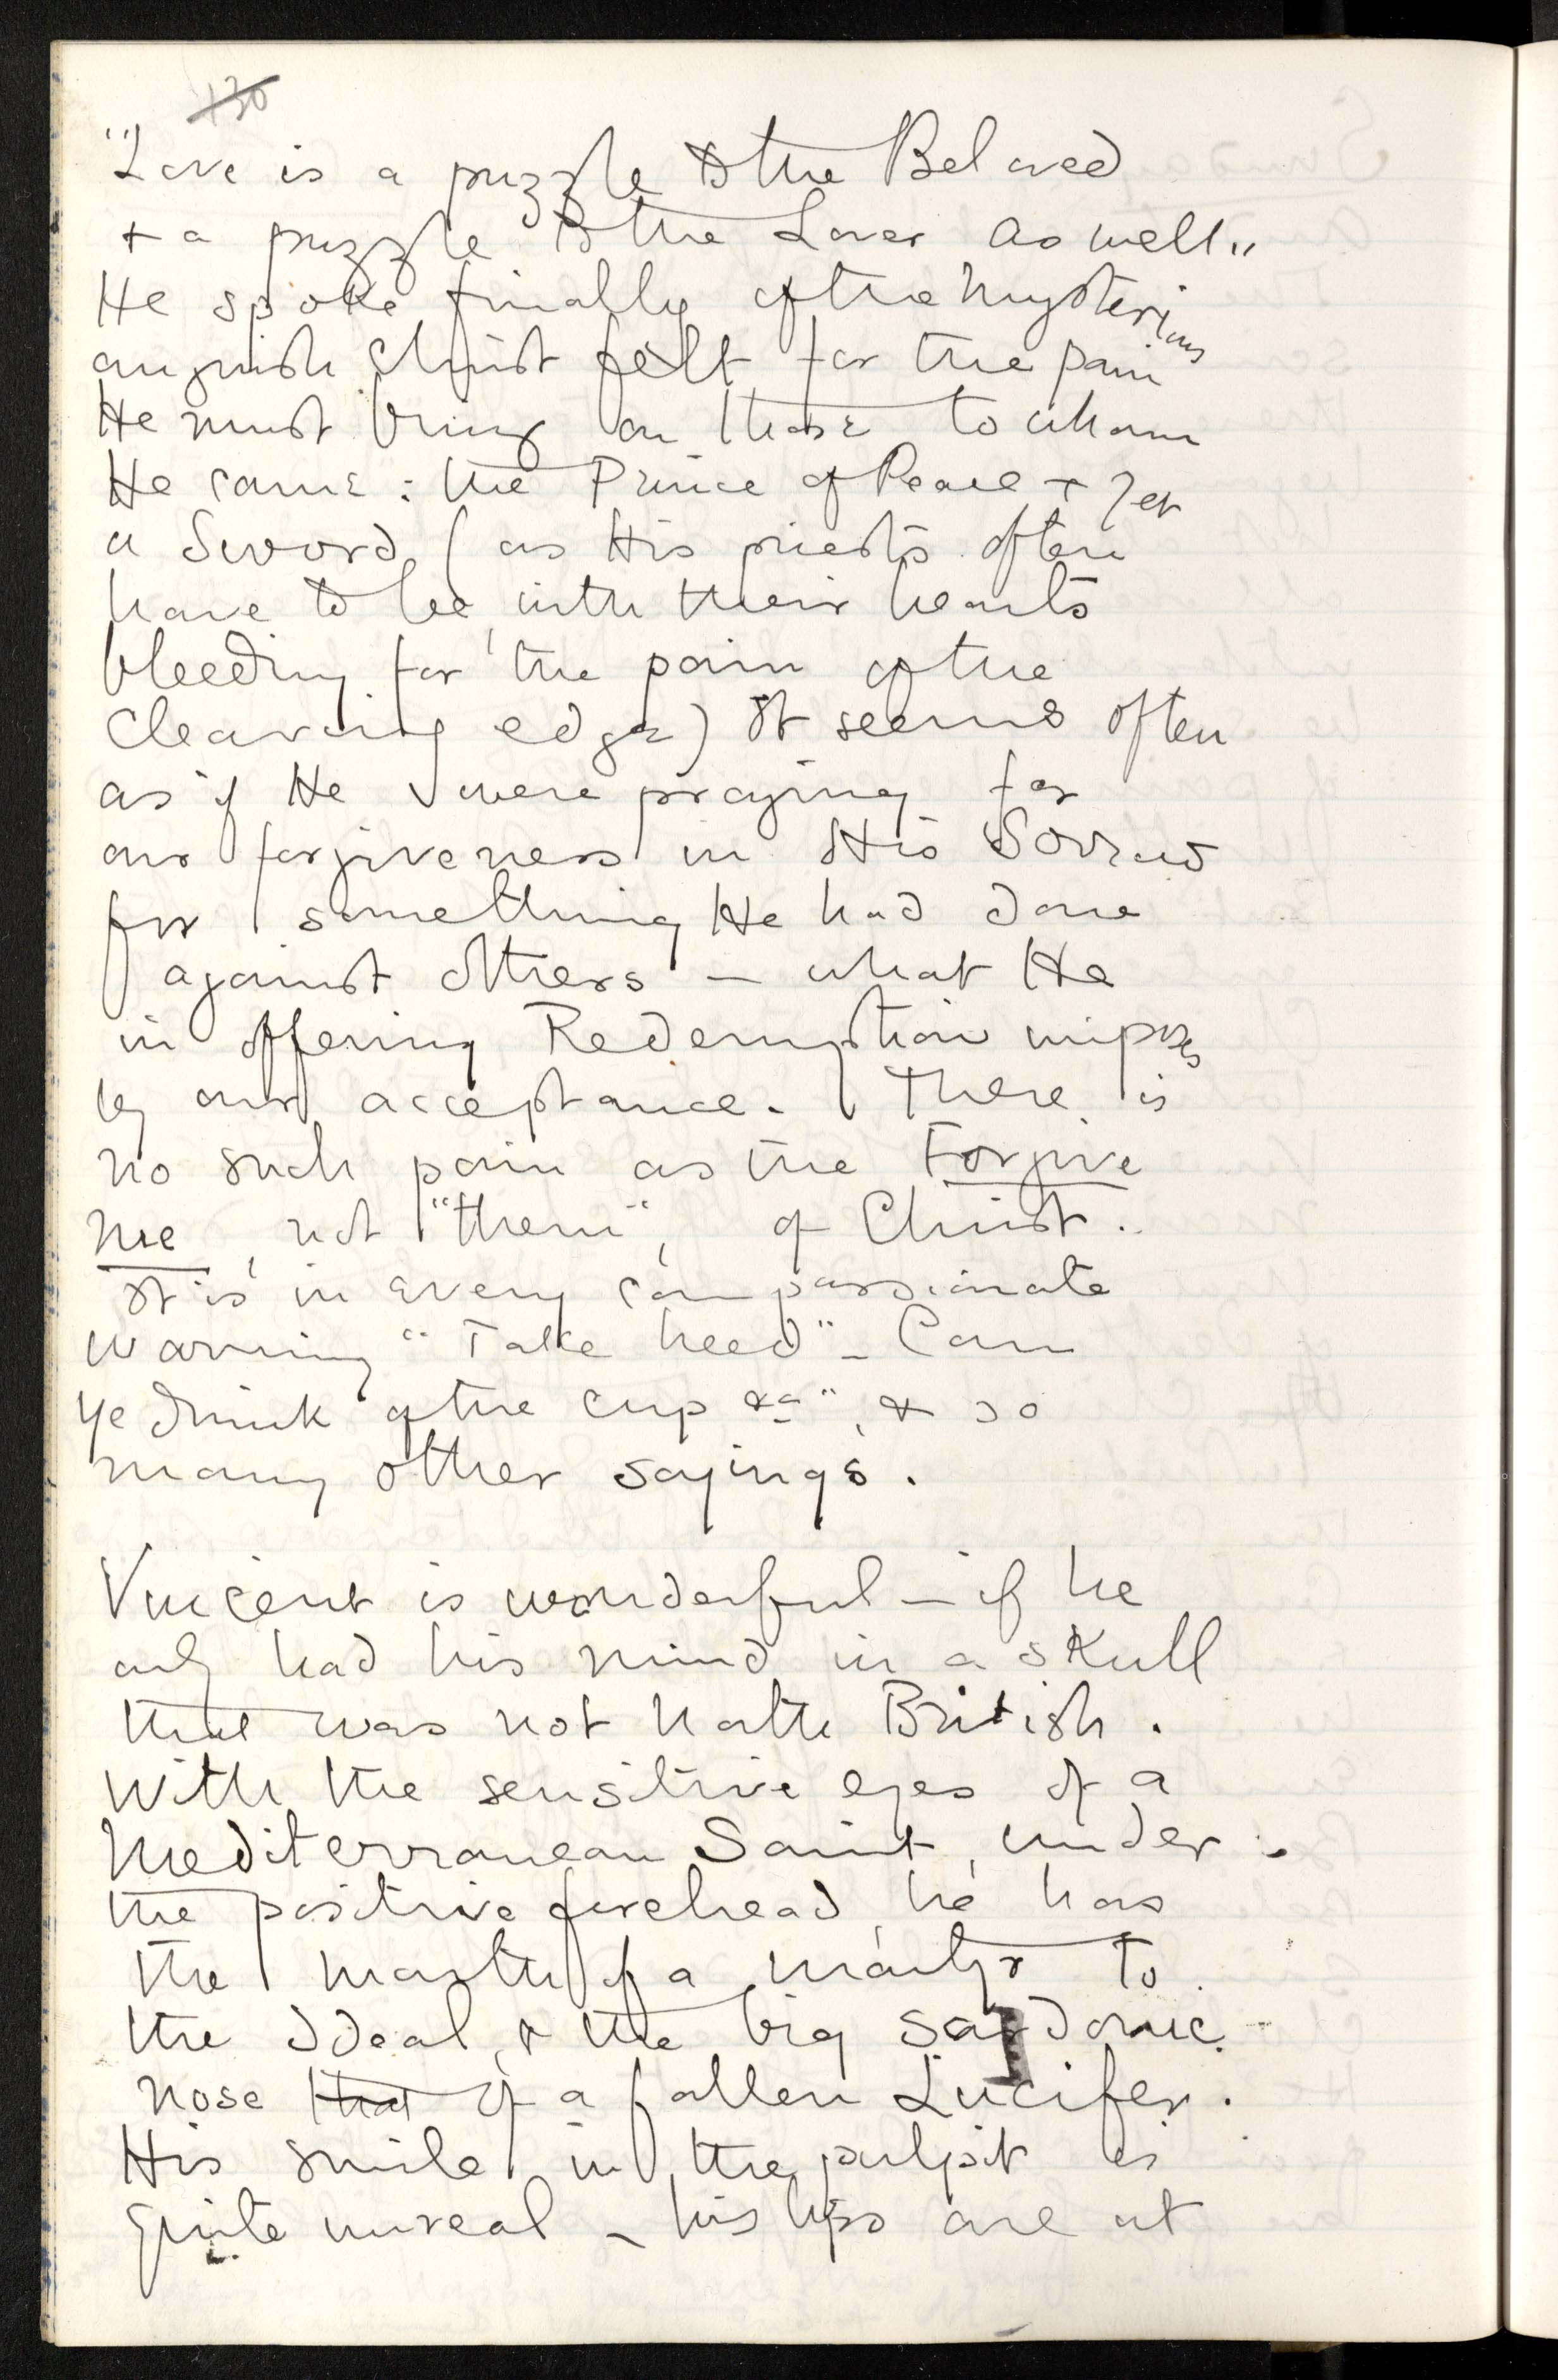 130
"Love is a puzzle to the Beloved
+ a puzzle to the Lover as well"
He spoke finally of the mysterious
anguish Christ felt for the pain
He must bring on those to whom
He came: the Prince of Peace + yet
a Sword (as His priests often
have to be, with their hearts
bleeding for the pain of the
cleaving edge) It seems often
as if He were praying for
our forgiveness in His Sorrow
for something He had done
against others – what He
in offering Redemption imposes
by our acceptance. There is
no such pain as the Forgive
me, not "them", of Christ.
It is in every compassionate
warning "Take heed" – Can
ye drink of the cup &c", & so
many other sayings.
Vincent is wonderful – if he
only had his mind in a skull
that was not North British.
With the sensitive eyes of a
Mediterranean Saint, under
the positive forehead, he has
the mouth of a martyr to
the Ideal, & the big sardonic
nose that of a fallen Lucifer.
His smile in the pulpit is
quite unreal – his lips are at